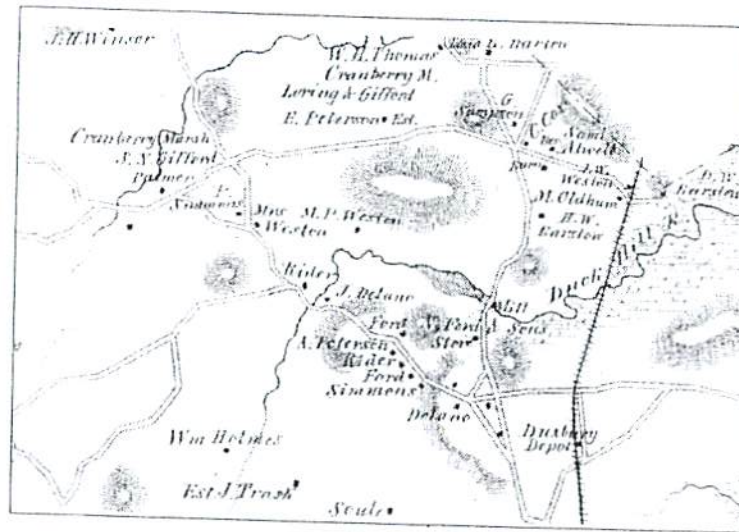 J. H. Winsor
W. H. Thomas
Cranberry M.
Loring & Gifford
E. Peterson Est.
G.
Sampson
Saml
Atwell
Cranberry Marsh
J. N. Gifford
Palmer
Simmons
Mrs
Weston
M. P. Weston
J. W.
Weston
M. Oldham
H. W.
Barstow
D. W.
Barstow
Duck Hill R.
Rider
J. Delano
Mill
Ford
N. Ford & Sons
Store
A. Peterson
Rider
Ford
Simmons
Delano
Duxbury
Depot
Wm Holmes
Est. J. Trask
Soule